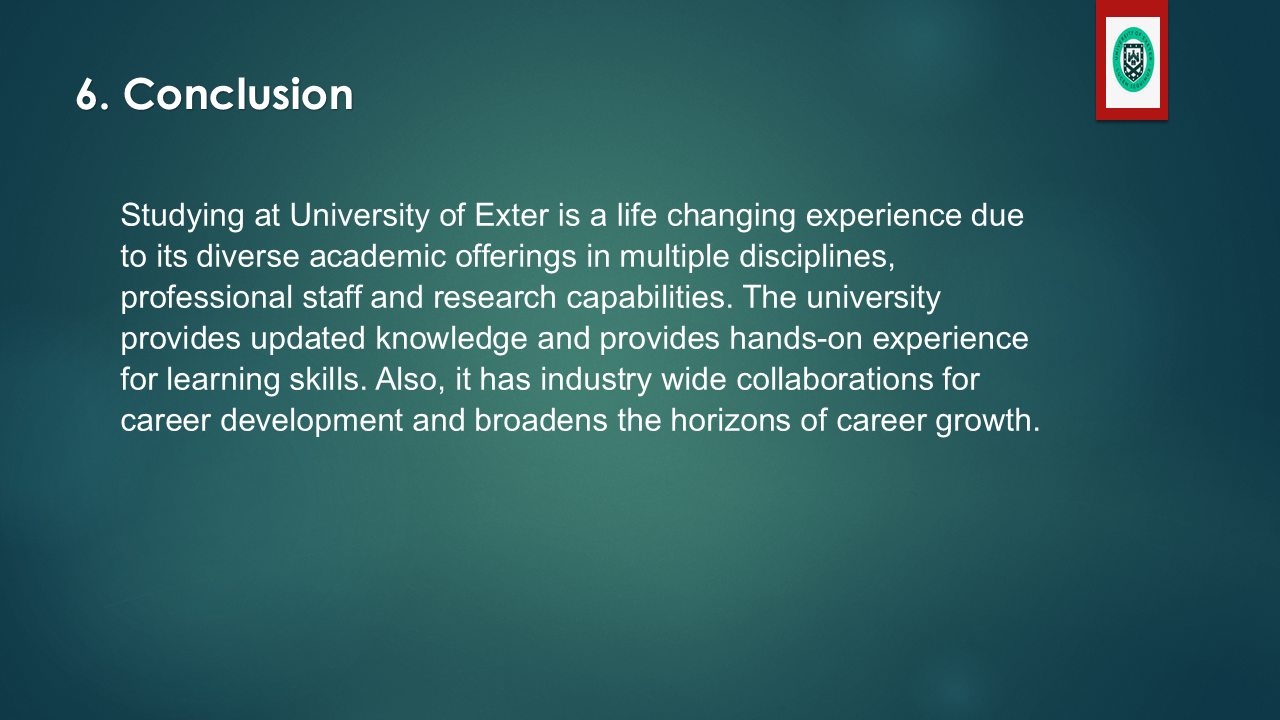 6. Conclusion
Studying at University of Exter is a life changing experience due
to its diverse academic offerings in multiple disciplines,
professional staff and research capabilities. The university
provides updated knowledge and provides hands-on experience
for learning skills. Also, it has industry wide collaborations for
career development and broadens the horizons of career growth.